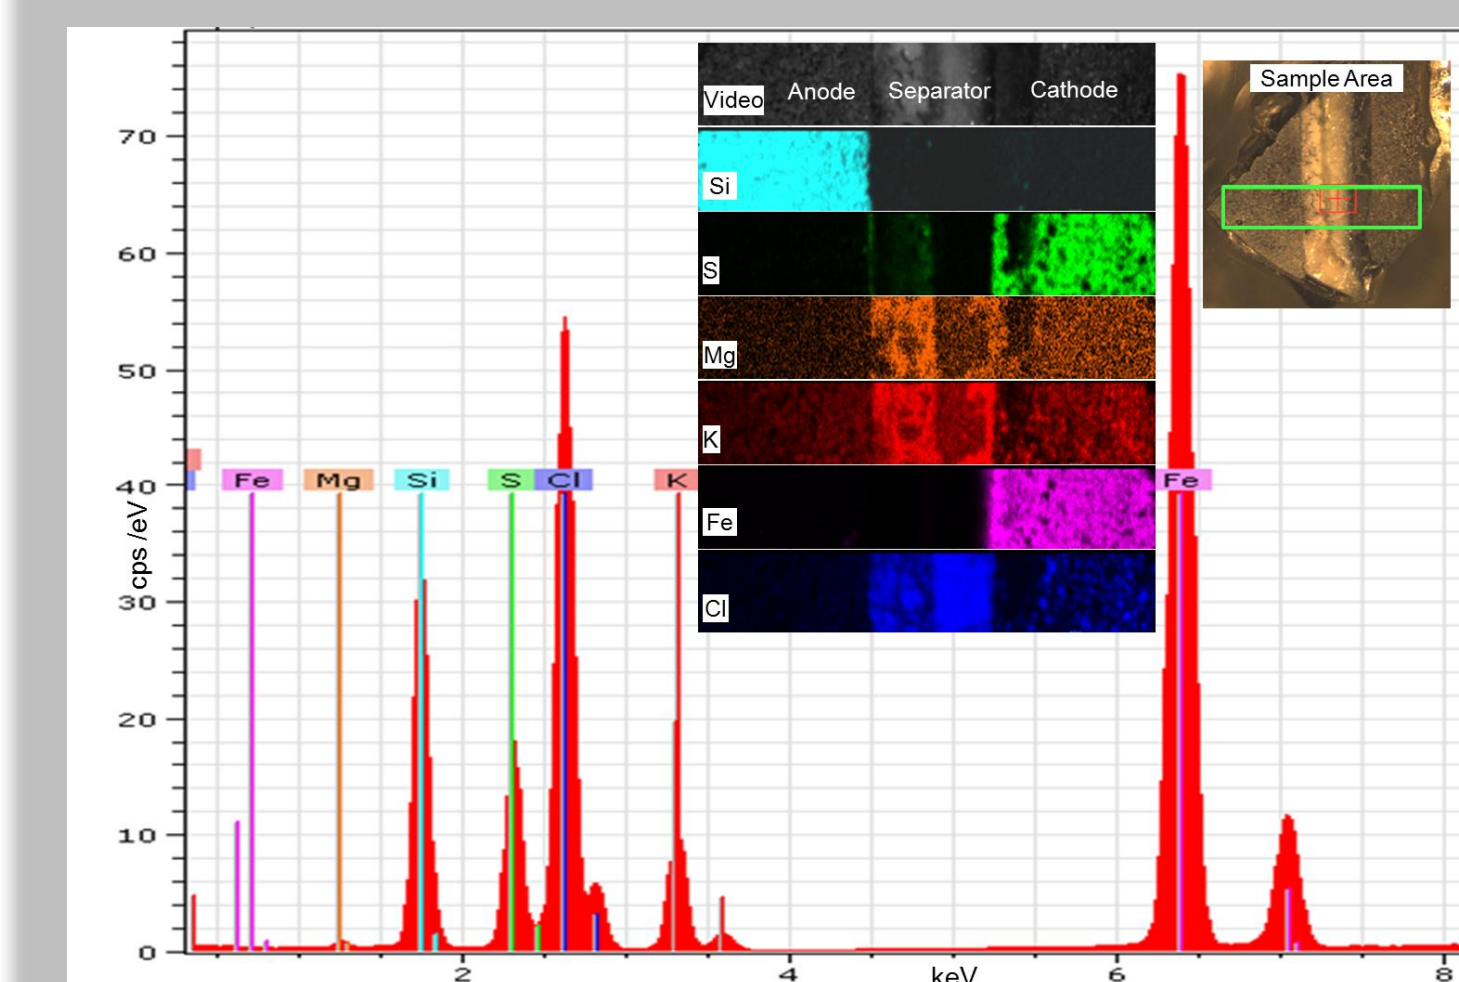 Video Anode Separator Cathode
Sample Area
Si
S
Mg
K
Fe
Cl
70
60
50
40
30
20
10
0
cps /eV
Fe Mg Si S Cl K Fe
2 4 6 8
keV